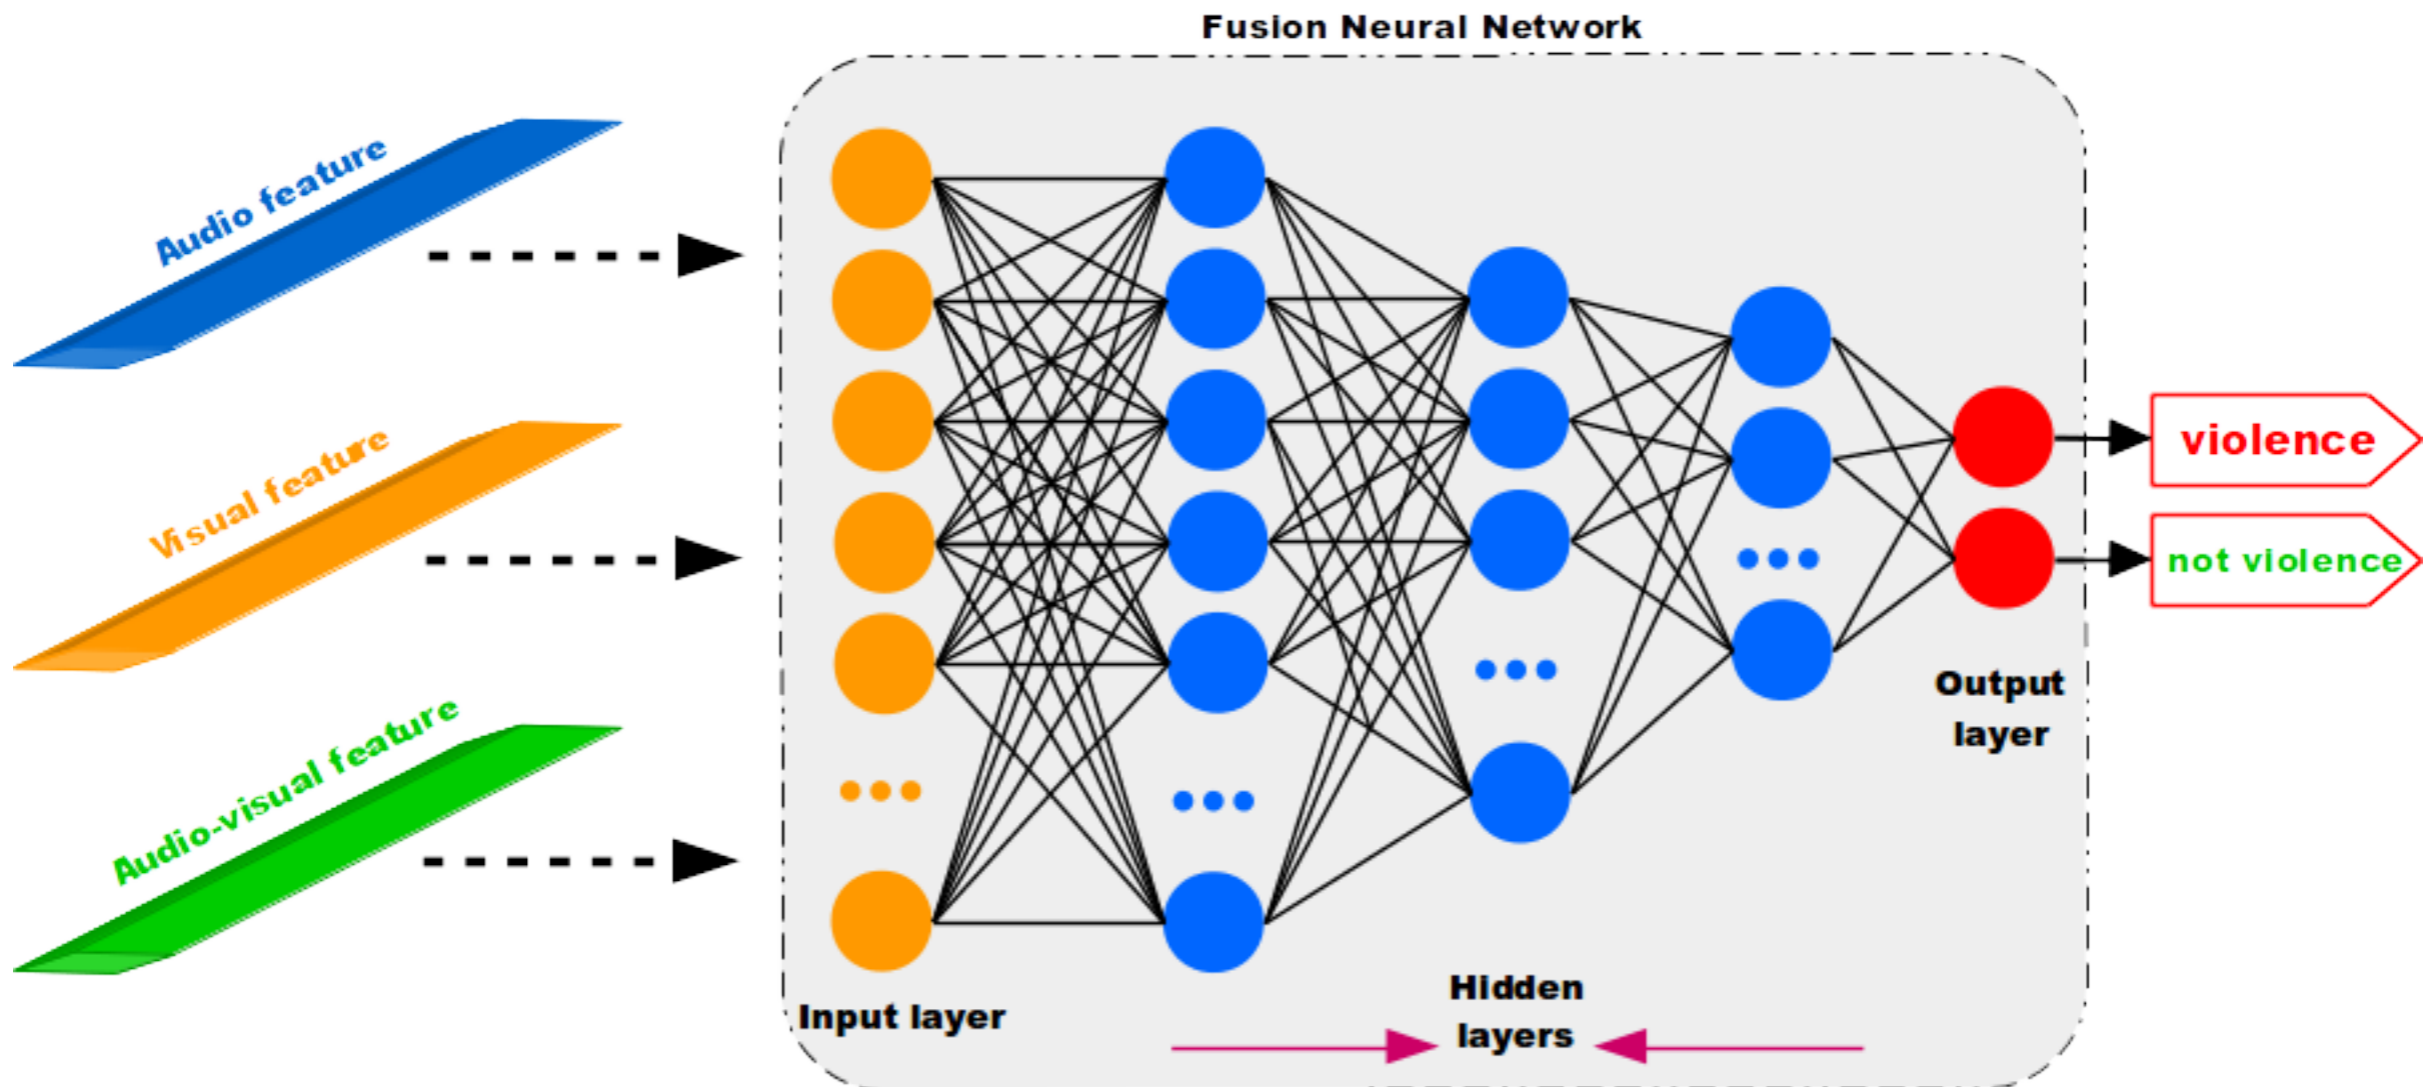 Fusion Neural Network
Audio feature
Visual feature
Audio-visual feature
violence
not violence
Output
layer
Input layer
Hidden
layers